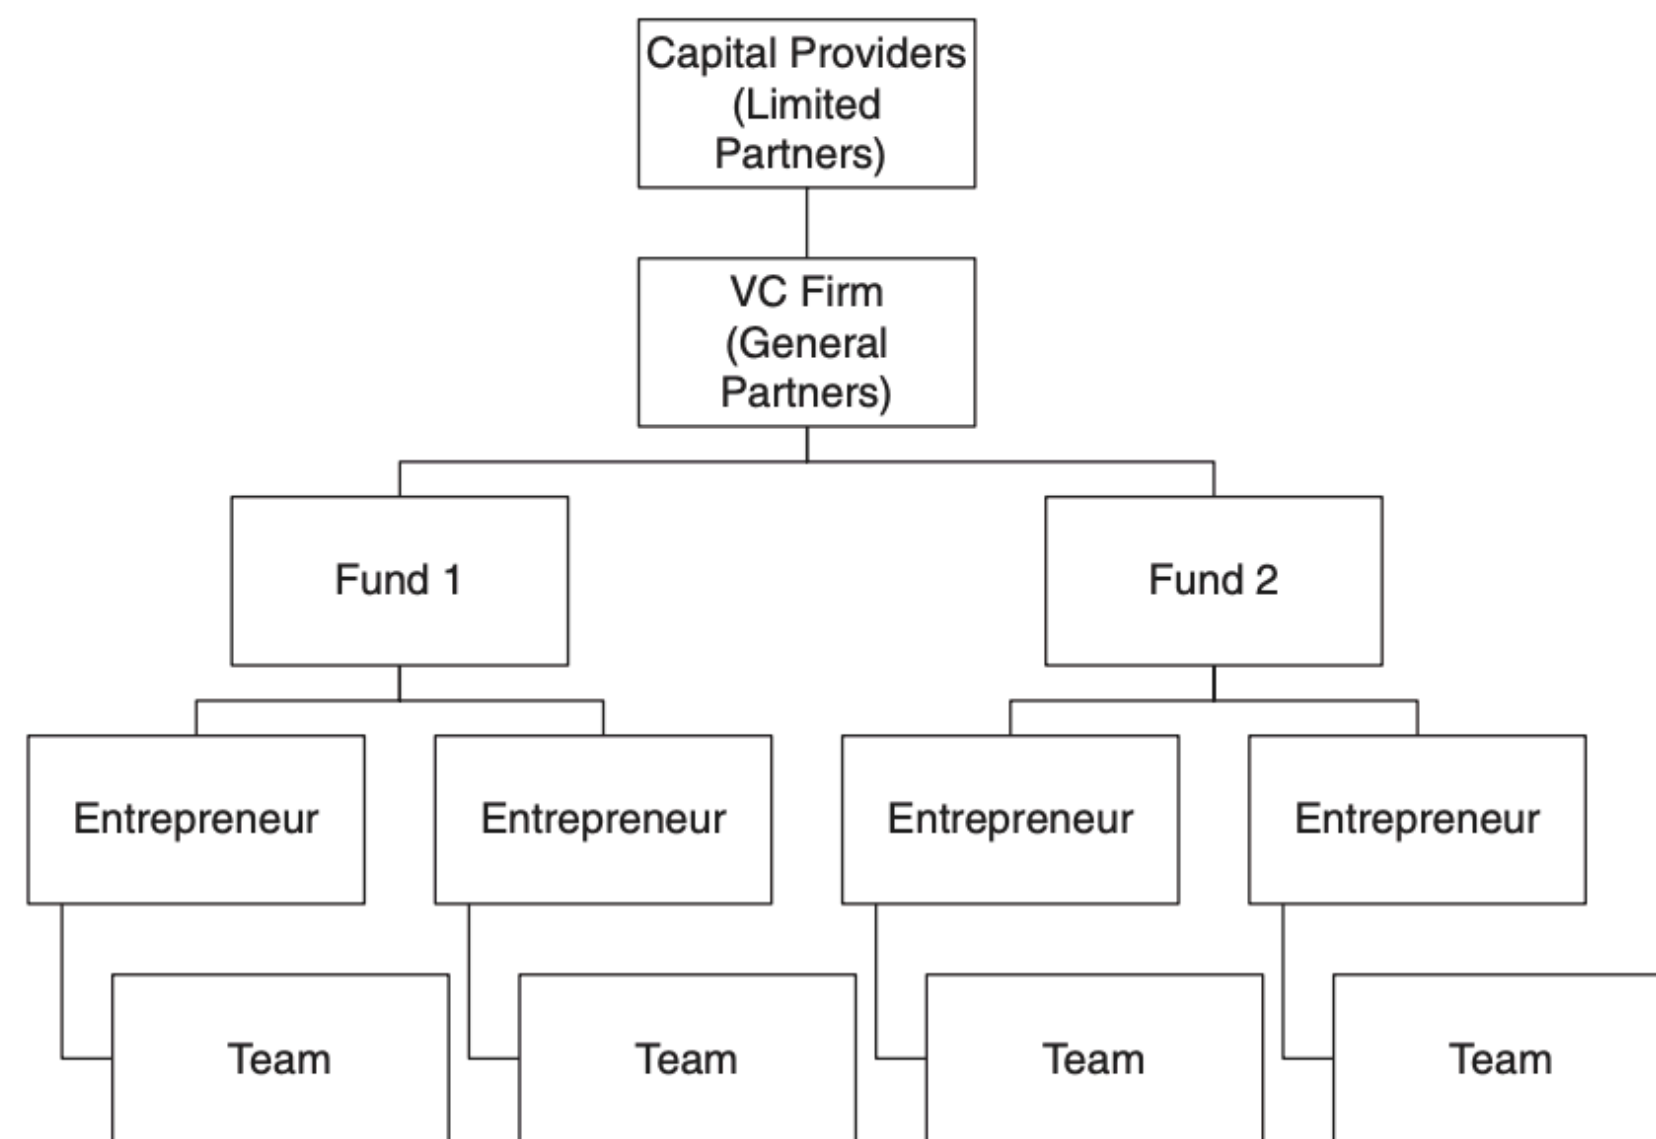 Capital Providers
(Limited
Partners)
VC Firm
(General
Partners)
Fund 1
Fund 2
Entrepreneur
Entrepreneur
Entrepreneur
Entrepreneur
Team
Team
Team
Team